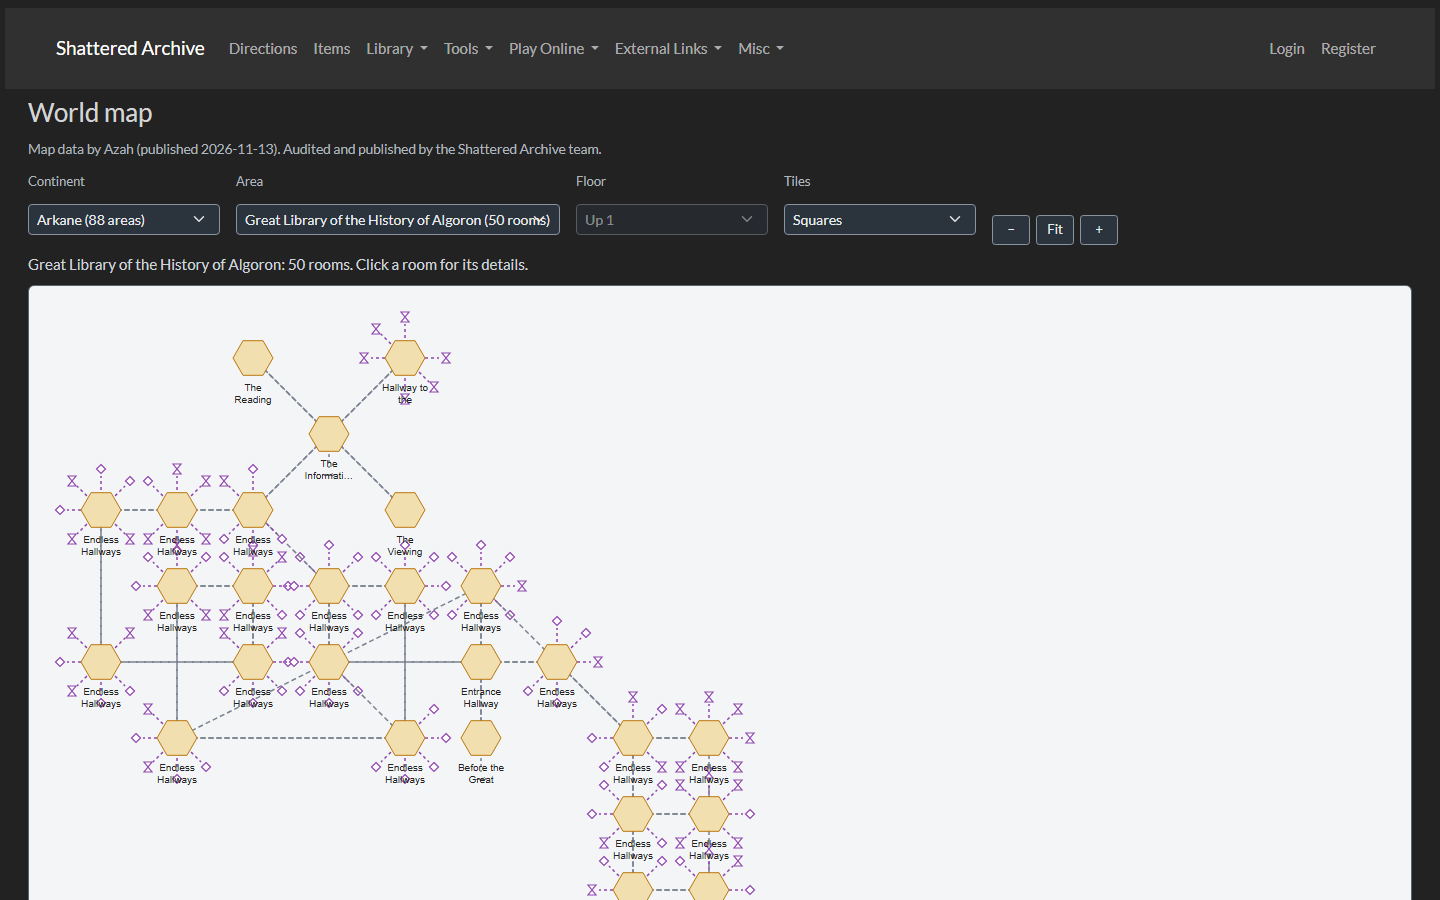 Shattered Archive Directions Items Library Tools Play Online External Links Misc Login Register
World map
Map data by Azah (published 2026-11-13). Audited and published by the Shattered Archive team.
Continent Area Floor Tiles
Arkane (88 areas) Great Library of the History of Algoron (50 rooms) Up 1 Squares − Fit +
Great Library of the History of Algoron: 50 rooms. Click a room for its details.
The
Reading
Hallway to
the
The
Informati…
Endless
Hallways
Endless
Hallways
Endless
Hallways
The
Viewing
Endless
Hallways
Endless
Hallways
Endless
Hallways
Endless
Hallways
Endless
Hallways
Endless
Hallways
Endless
Hallways
Endless
Hallways
Entrance
Hallway
Endless
Hallways
Endless
Hallways
Endless
Hallways
Before the
Great
Endless
Hallways
Endless
Hallways
Endless
Hallways
Endless
Hallways